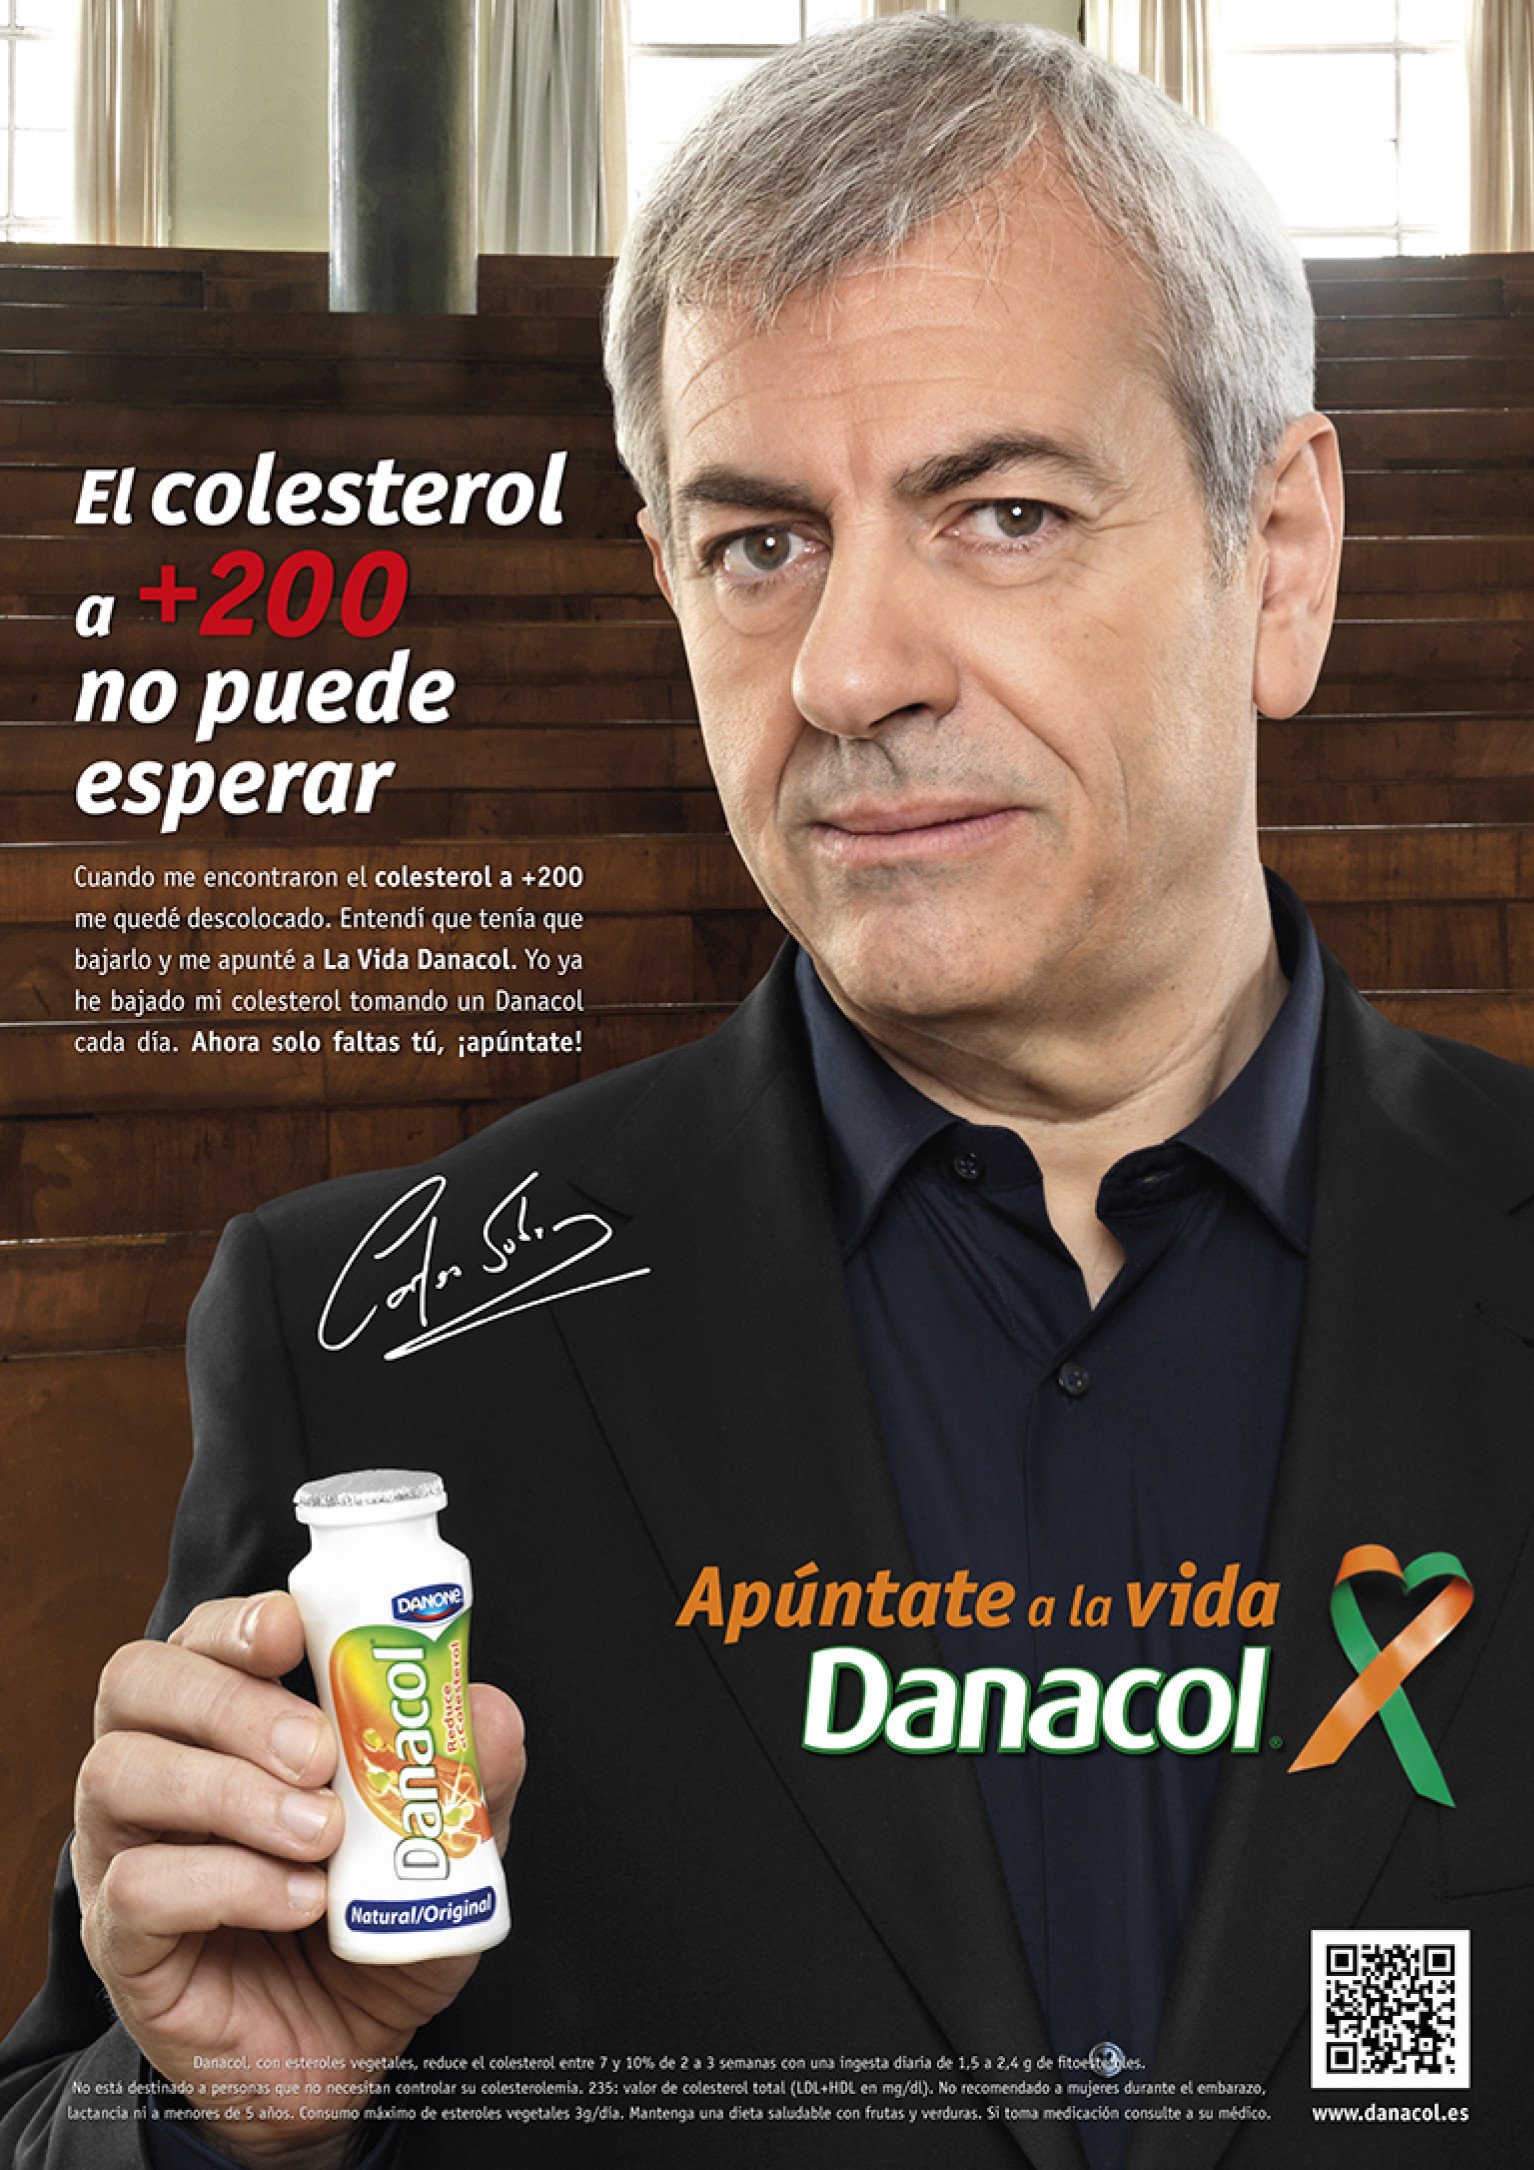 El colesterol
a +200
no puede
esperar
Cuando me encontraron el colesterol a +200
me quedé descolocado. Entendí que tenía que
bajarlo y me apunté a La Vida Danacol. Yo ya
he bajado mi colesterol tomando un Danacol
cada día. Ahora solo faltas tú, ¡apúntate!
Carlos Sobera
DANONE
Danacol
Reduce
el Colesterol
Natural/Original
Apúntate a la vida
Danacol®
Danacol, con esteroles vegetales, reduce el colesterol entre 7 y 10% de 2 a 3 semanas con una ingesta diaria de 1,5 a 2,4 g de fitoesteroles.
No está destinado a personas que no necesitan controlar su colesterolemia. 235: valor de colesterol total (LDL+HDL en mg/dl). No recomendado a mujeres durante el embarazo,
lactancia ni a menores de 5 años. Consumo máximo de esteroles vegetales 3g/día. Mantenga una dieta saludable con frutas y verduras. Si toma medicación consulte a su médico.
www.danacol.es